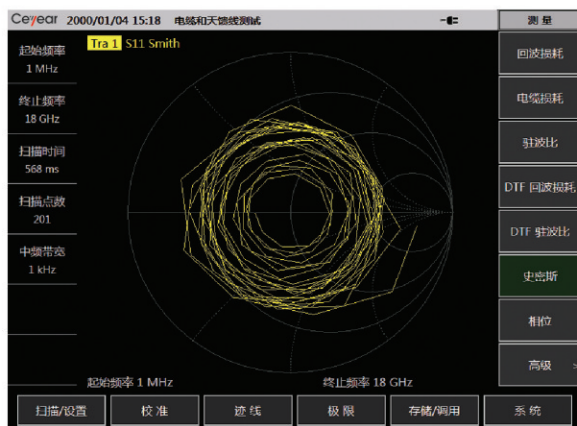 Ceyear 2000/01/04 15:18 电缆和天馈线测试 测量
Tra 1 S11 Smith
起始频率
1 MHz
终止频率
18 GHz
扫描时间
568 ms
扫描点数
201
中频带宽
1 kHz
回波损耗
电缆损耗
驻波比
DTF 回波损耗
DTF 驻波比
史密斯
相位
高级 >
起始频率 1 MHz 终止频率 18 GHz
扫描/设置 校准 迹线 极限 存储/调用 系统